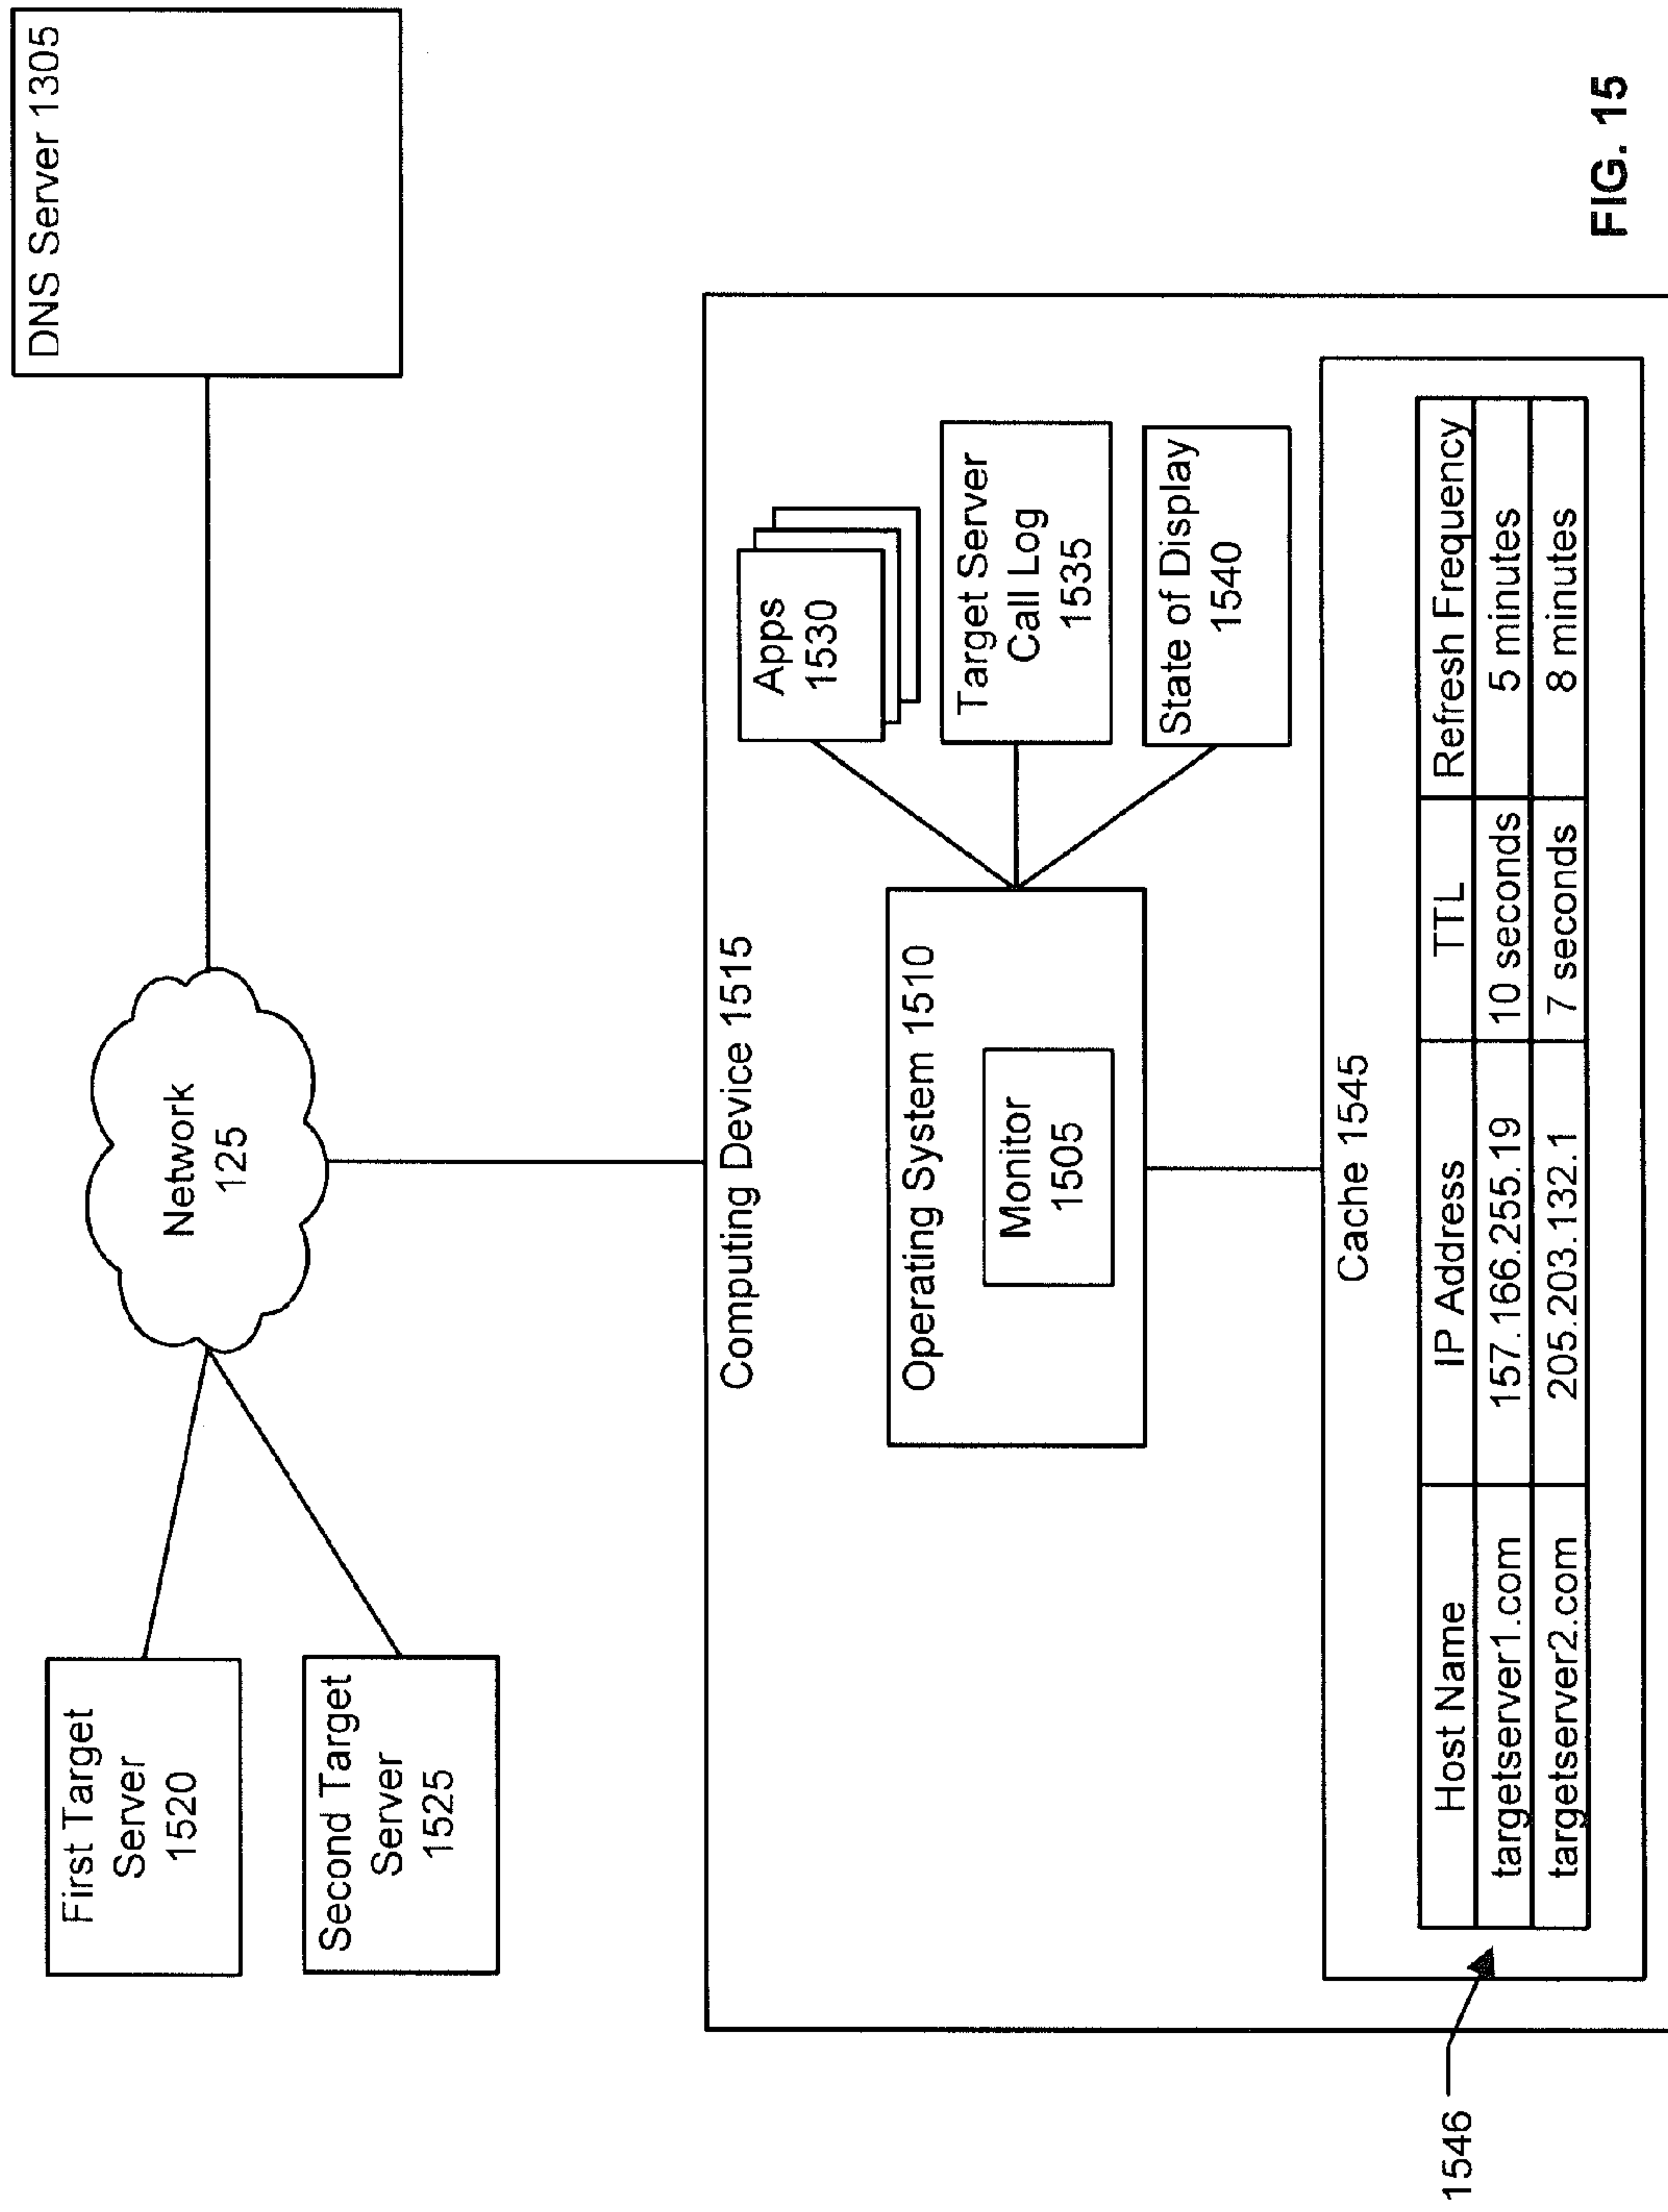 First Target
Server
1520
Second Target
Server
1525
Network
125
DNS Server 1305
Computing Device 1515
Operating System 1510
Monitor
1505
Apps
1530
Target Server
Call Log
1535
State of Display
1540
Cache 1545
Host Name IP Address TTL Refresh Frequency
targetserver1.com 157.166.255.19 10 seconds 5 minutes
targetserver2.com 205.203.132.1 7 seconds 8 minutes
1546
FIG. 15